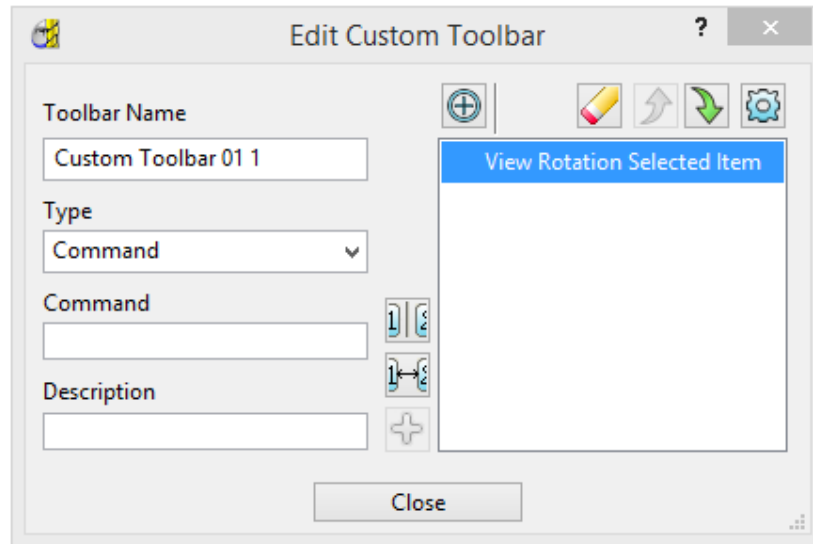 Edit Custom Toolbar
?
Toolbar Name
Custom Toolbar 01 1
View Rotation Selected Item
Type
Command
Command
Description
Close